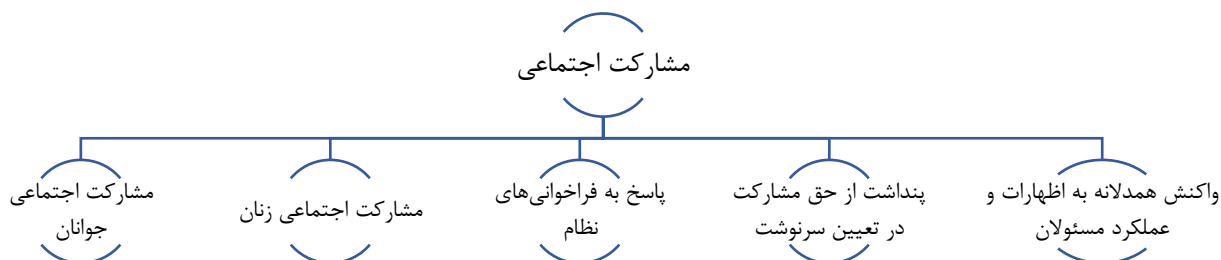 مشارکت اجتماعی
واکنش همدلانه به اظهارات و
عملکرد مسئولان
پنداشت از حق مشارکت
در تعیین سرنوشت
پاسخ به فراخوانی‌های
نظام
مشارکت اجتماعی زنان
مشارکت اجتماعی
جوانان